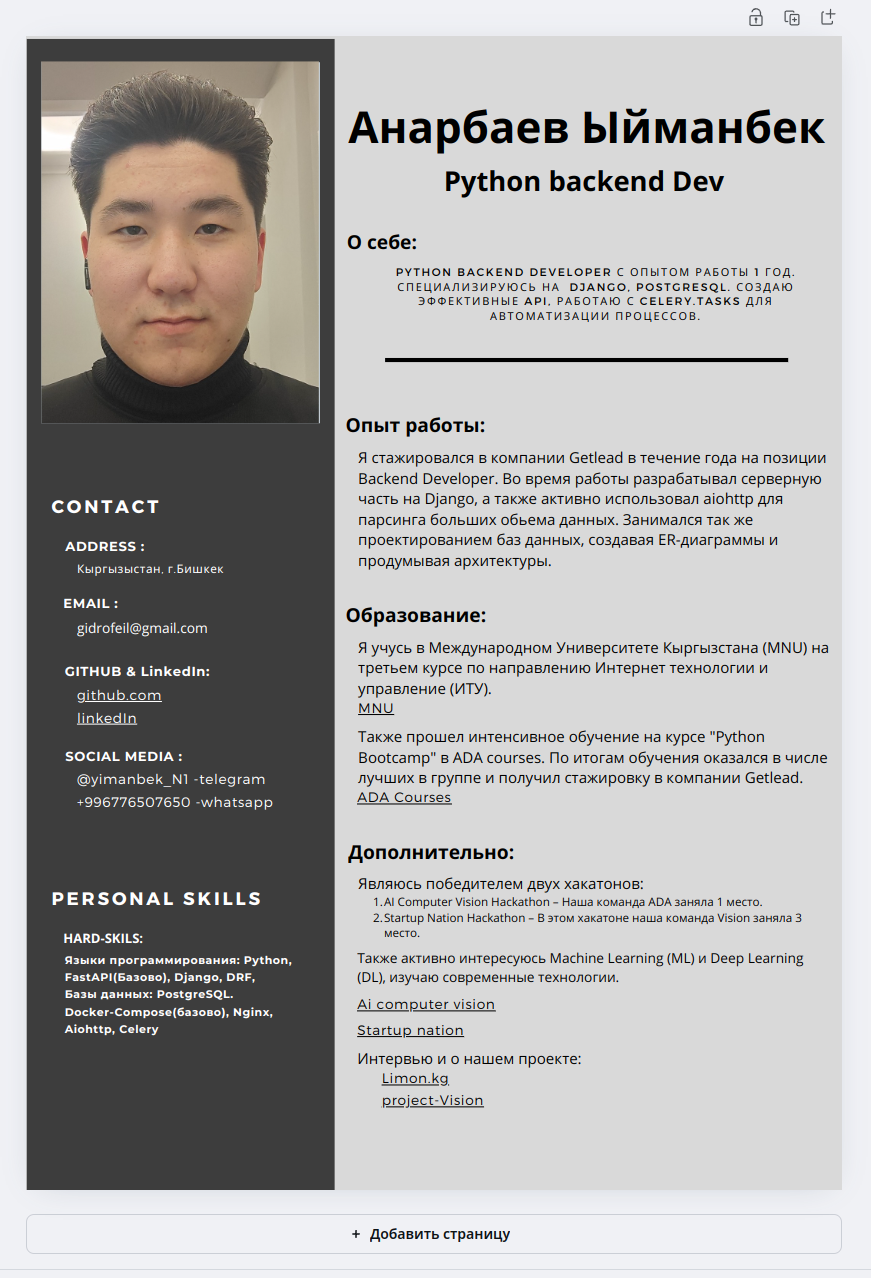 CONTACT
ADDRESS :
Кыргызыстан, г.Бишкек
EMAIL :
gidrofeil@gmail.com
GITHUB & LinkedIn:
github.com
linkedIn
SOCIAL MEDIA :
@yimanbek_N1 -telegram
+996776507650 -whatsapp
PERSONAL SKILLS
HARD-SKILS:
Языки программирования: Python,
FastAPI(Базово), Django, DRF,
Базы данных: PostgreSQL.
Docker-Compose(базово), Nginx,
Aiohttp, Celery
Анарбаев Ыйманбек
Python backend Dev
О себе:
PYTHON BACKEND DEVELOPER С ОПЫТОМ РАБОТЫ 1 ГОД.
СПЕЦИАЛИЗИРУЮСЬ НА DJANGO, POSTGRESQL. СОЗДАЮ
ЭФФЕКТИВНЫЕ API, РАБОТАЮ С CELERY.TASKS ДЛЯ
АВТОМАТИЗАЦИИ ПРОЦЕССОВ.
Опыт работы:
Я стажировался в компании Getlead в течение года на позиции
Backend Developer. Во время работы разрабатывал серверную
часть на Django, а также активно использовал aiohttp для
парсинга больших обьема данных. Занимался так же
проектированием баз данных, создавая ER-диаграммы и
продумывая архитектуры.
Образование:
Я учусь в Международном Университете Кыргызстана (MNU) на
третьем курсе по направлению Интернет технологии и
управление (ИТУ).
MNU
Также прошел интенсивное обучение на курсе "Python
Bootcamp" в ADA courses. По итогам обучения оказался в числе
лучших в группе и получил стажировку в компании Getlead.
ADA Courses
Дополнительно:
Являюсь победителем двух хакатонов:
1. AI Computer Vision Hackathon – Наша команда ADA заняла 1 место.
2. Startup Nation Hackathon – В этом хакатоне наша команда Vision заняла 3
место.
Также активно интересуюсь Machine Learning (ML) и Deep Learning
(DL), изучаю современные технологии.
Ai computer vision
Startup nation
Интервью и о нашем проекте:
Limon.kg
project-Vision
+ Добавить страницу